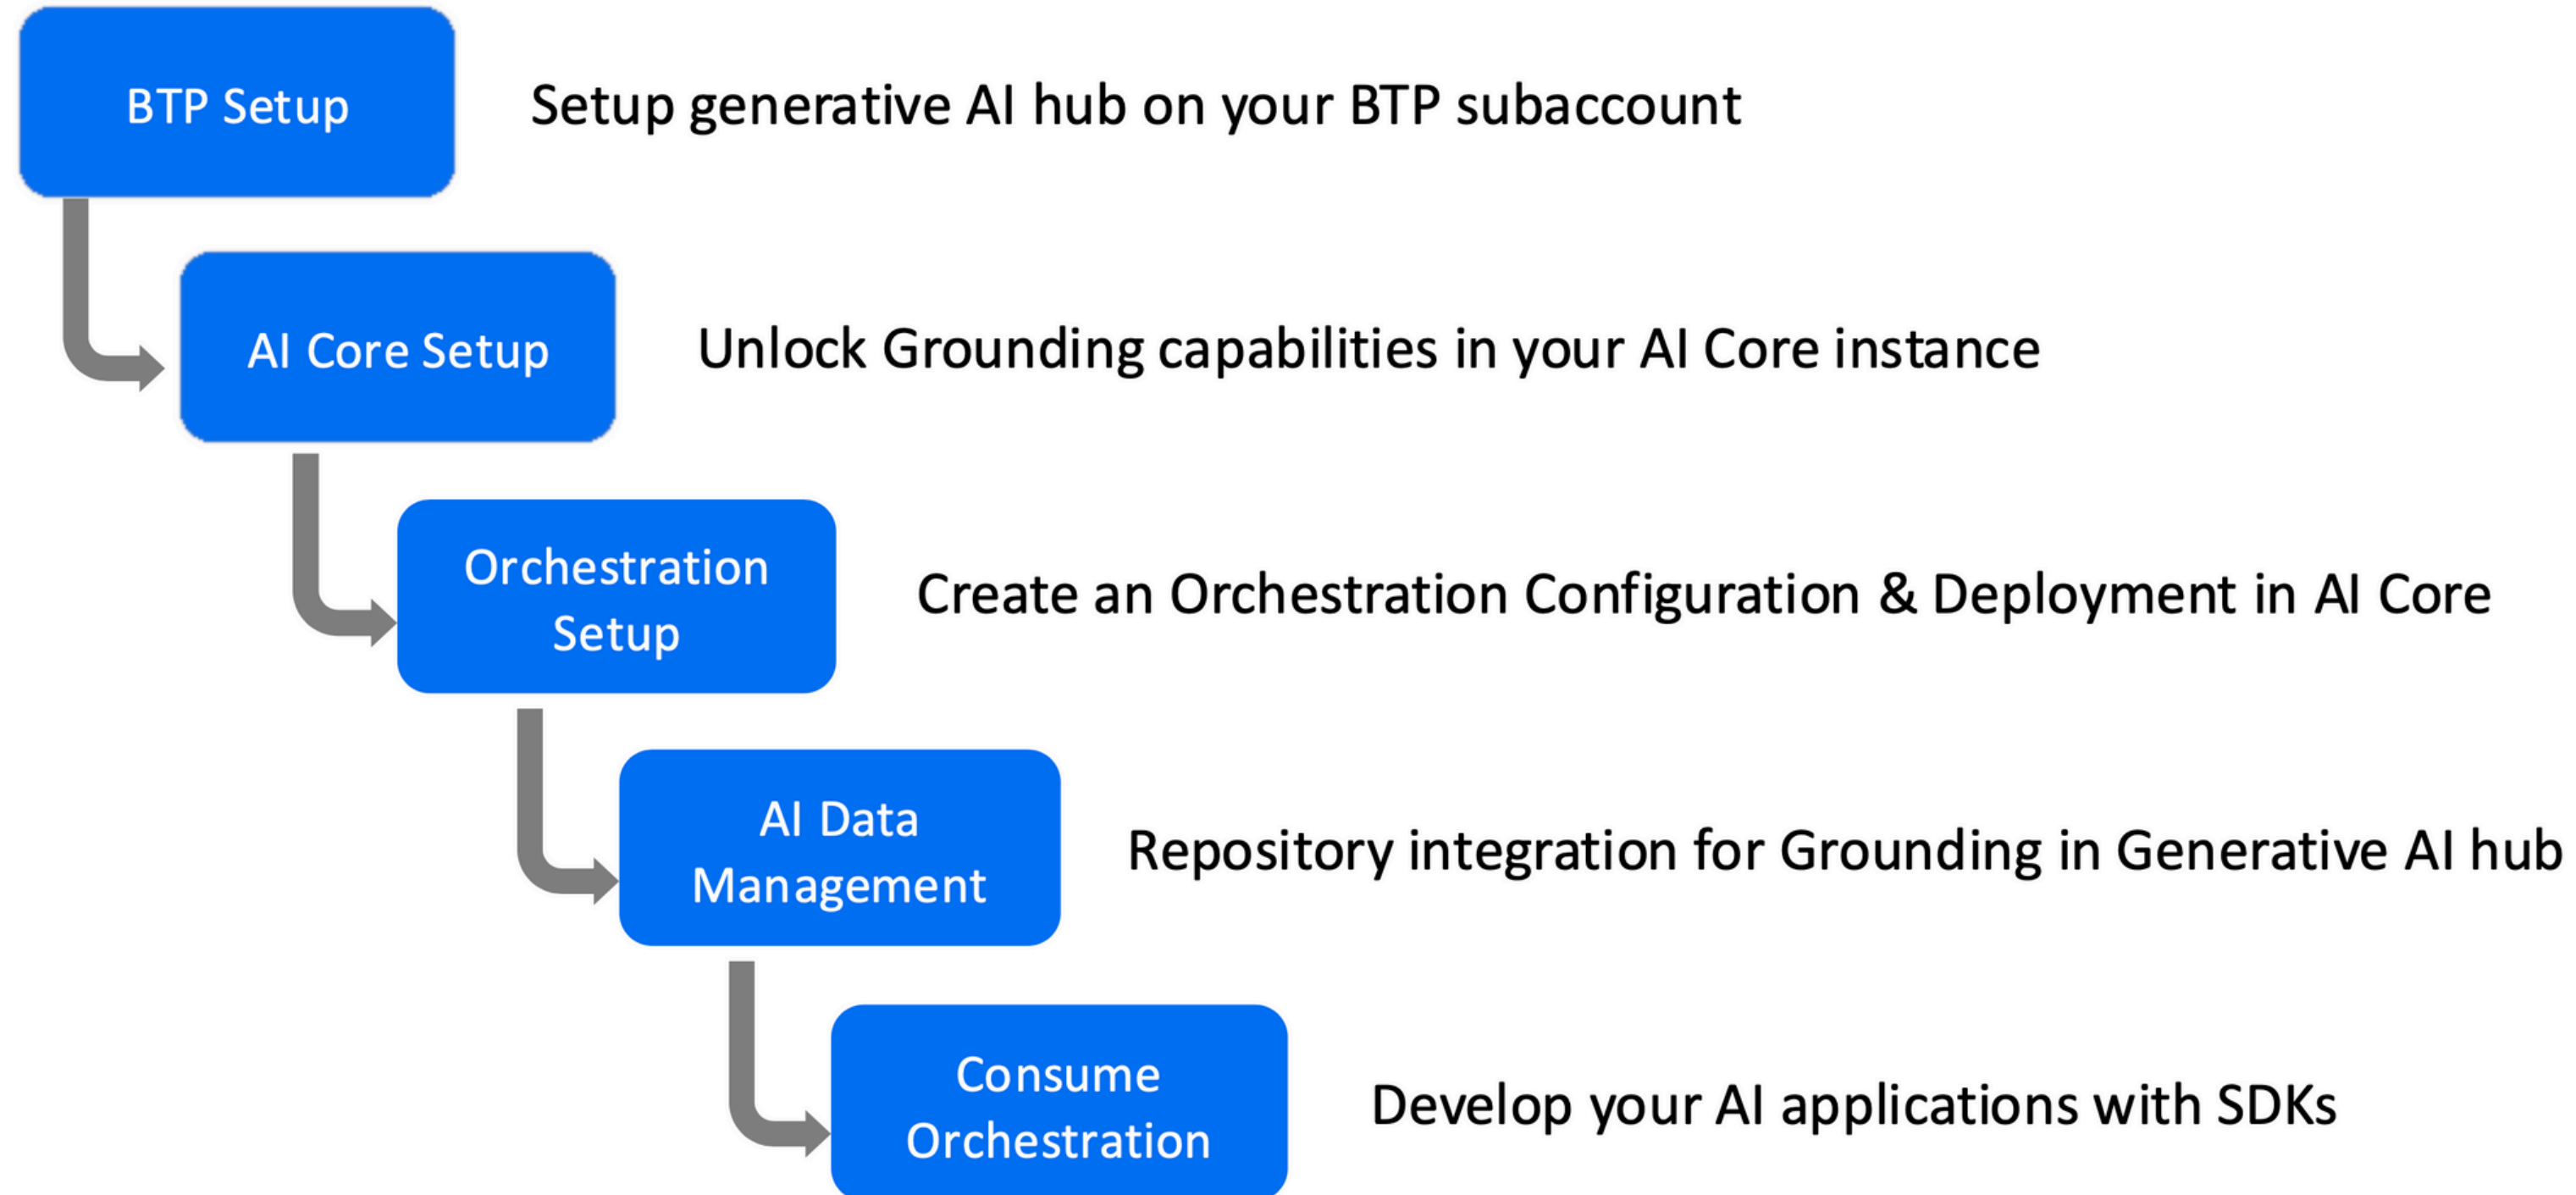 BTP Setup
Setup generative AI hub on your BTP subaccount
AI Core Setup
Unlock Grounding capabilities in your AI Core instance
Orchestration
Setup
Create an Orchestration Configuration & Deployment in AI Core
AI Data
Management
Repository integration for Grounding in Generative AI hub
Consume
Orchestration
Develop your AI applications with SDKs